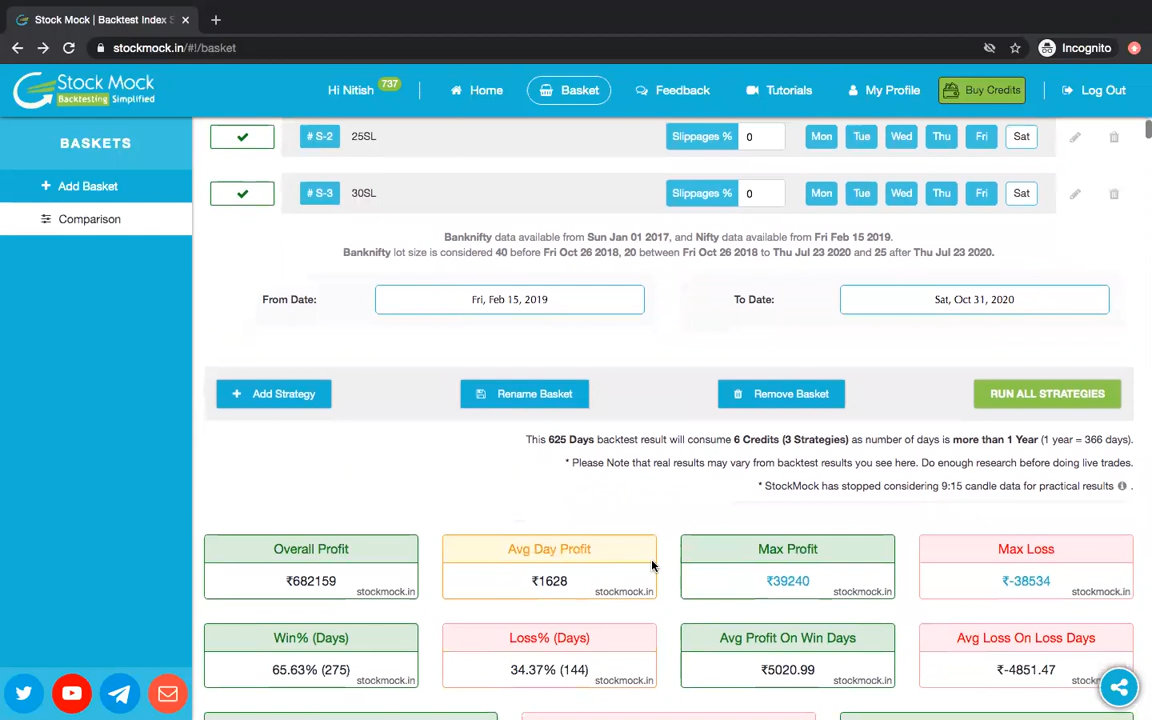 Stock Mock | Backtest Index S
stockmock.in/#!/basket
Incognito
Stock Mock
Backtesting Simplified
Hi Nitish 737
Home
Basket
Feedback
Tutorials
My Profile
Buy Credits
Log Out
BASKETS
Add Basket
Comparison
# S-2 25SL Slippages % 0 Mon Tue Wed Thu Fri Sat
# S-3 30SL Slippages % 0 Mon Tue Wed Thu Fri Sat
Banknifty data available from Sun Jan 01 2017, and Nifty data available from Fri Feb 15 2019.
Banknifty lot size is considered 40 before Fri Oct 26 2018, 20 between Fri Oct 26 2018 to Thu Jul 23 2020 and 25 after Thu Jul 23 2020.
From Date: Fri, Feb 15, 2019 To Date: Sat, Oct 31, 2020
Add Strategy Rename Basket Remove Basket RUN ALL STRATEGIES
This 625 Days backtest result will consume 6 Credits (3 Strategies) as number of days is more than 1 Year (1 year = 366 days).
* Please Note that real results may vary from backtest results you see here. Do enough research before doing live trades.
* StockMock has stopped considering 9:15 candle data for practical results .
Overall Profit Avg Day Profit Max Profit Max Loss
₹682159 ₹1628 ₹39240 ₹-38534
stockmock.in stockmock.in stockmock.in stockmock.in
Win% (Days) Loss% (Days) Avg Profit On Win Days Avg Loss On Loss Days
65.63% (275) 34.37% (144) ₹5020.99 ₹-4851.47
stockmock.in stockmock.in stockmock.in stock